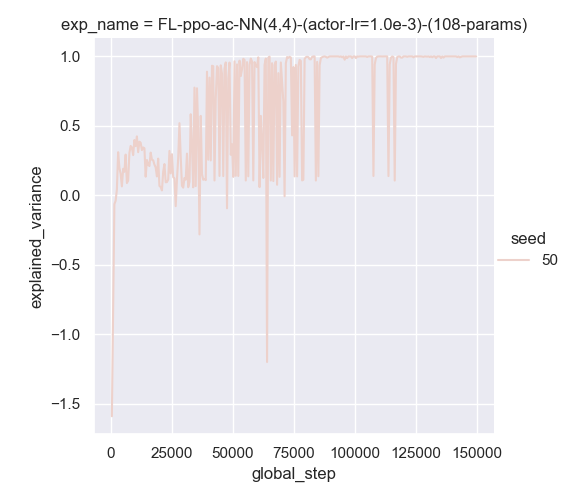 exp_name = FL-ppo-ac-NN(4,4)-(actor-lr=1.0e-3)-(108-params)
1.0
0.5
0.0
−0.5
−1.0
−1.5
explained_variance
0 25000 50000 75000 100000 125000 150000
global_step
seed
50